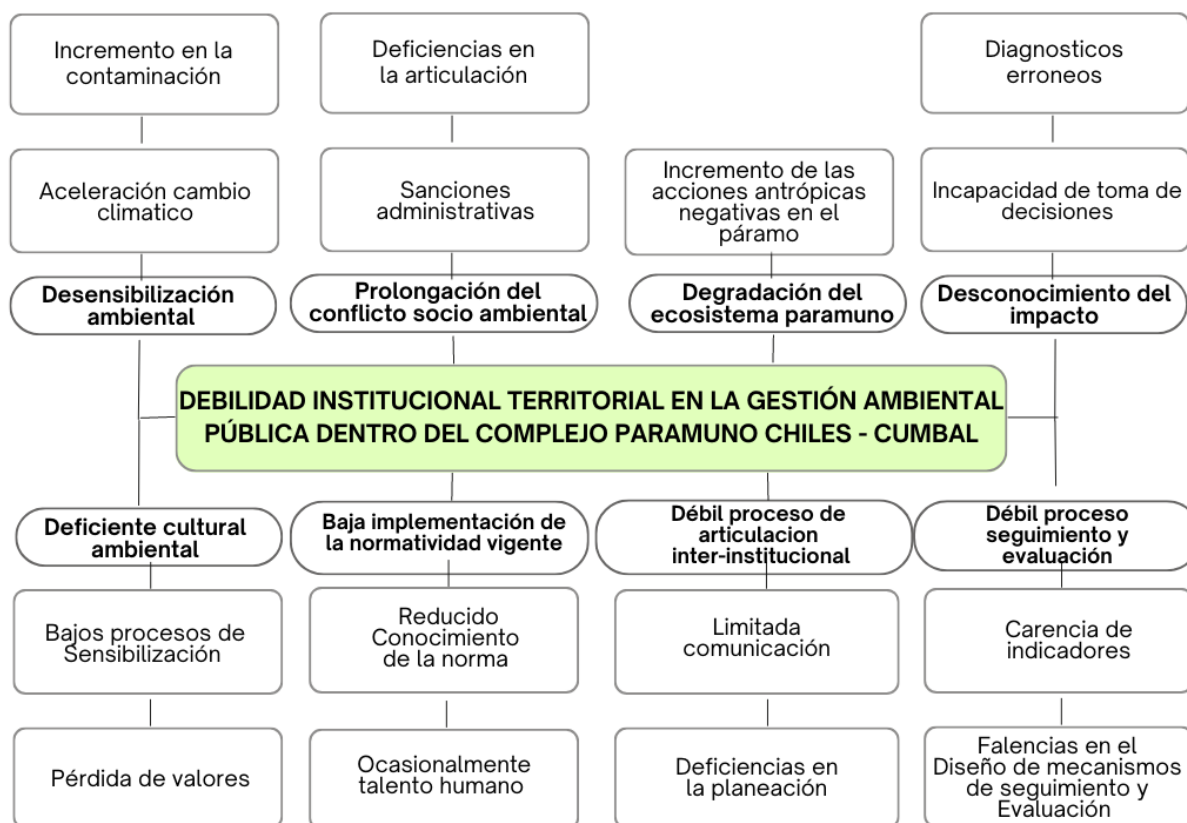 Incremento en la
contaminación
Deficiencias en
la articulación
Diagnosticos
erroneos
Aceleración cambio
climatico
Sanciones
administrativas
Incremento de las
acciones antrópicas
negativas en el
páramo
Incapacidad de toma de
decisiones
Desensibilización
ambiental
Prolongación del
conflicto socio ambiental
Degradación del
ecosistema paramuno
Desconocimiento del
impacto
DEBILIDAD INSTITUCIONAL TERRITORIAL EN LA GESTIÓN AMBIENTAL
PÚBLICA DENTRO DEL COMPLEJO PARAMUNO CHILES - CUMBAL
Deficiente cultural
ambiental
Baja implementación de
la normatividad vigente
Débil proceso de
articulacion
inter-institucional
Débil proceso
seguimiento y
evaluación
Bajos procesos de
Sensibilización
Reducido
Conocimiento
de la norma
Limitada
comunicación
Carencia de
indicadores
Pérdida de valores
Ocasionalmente
talento humano
Deficiencias en
la planeación
Falencias en el
Diseño de mecanismos
de seguimiento y
Evaluación